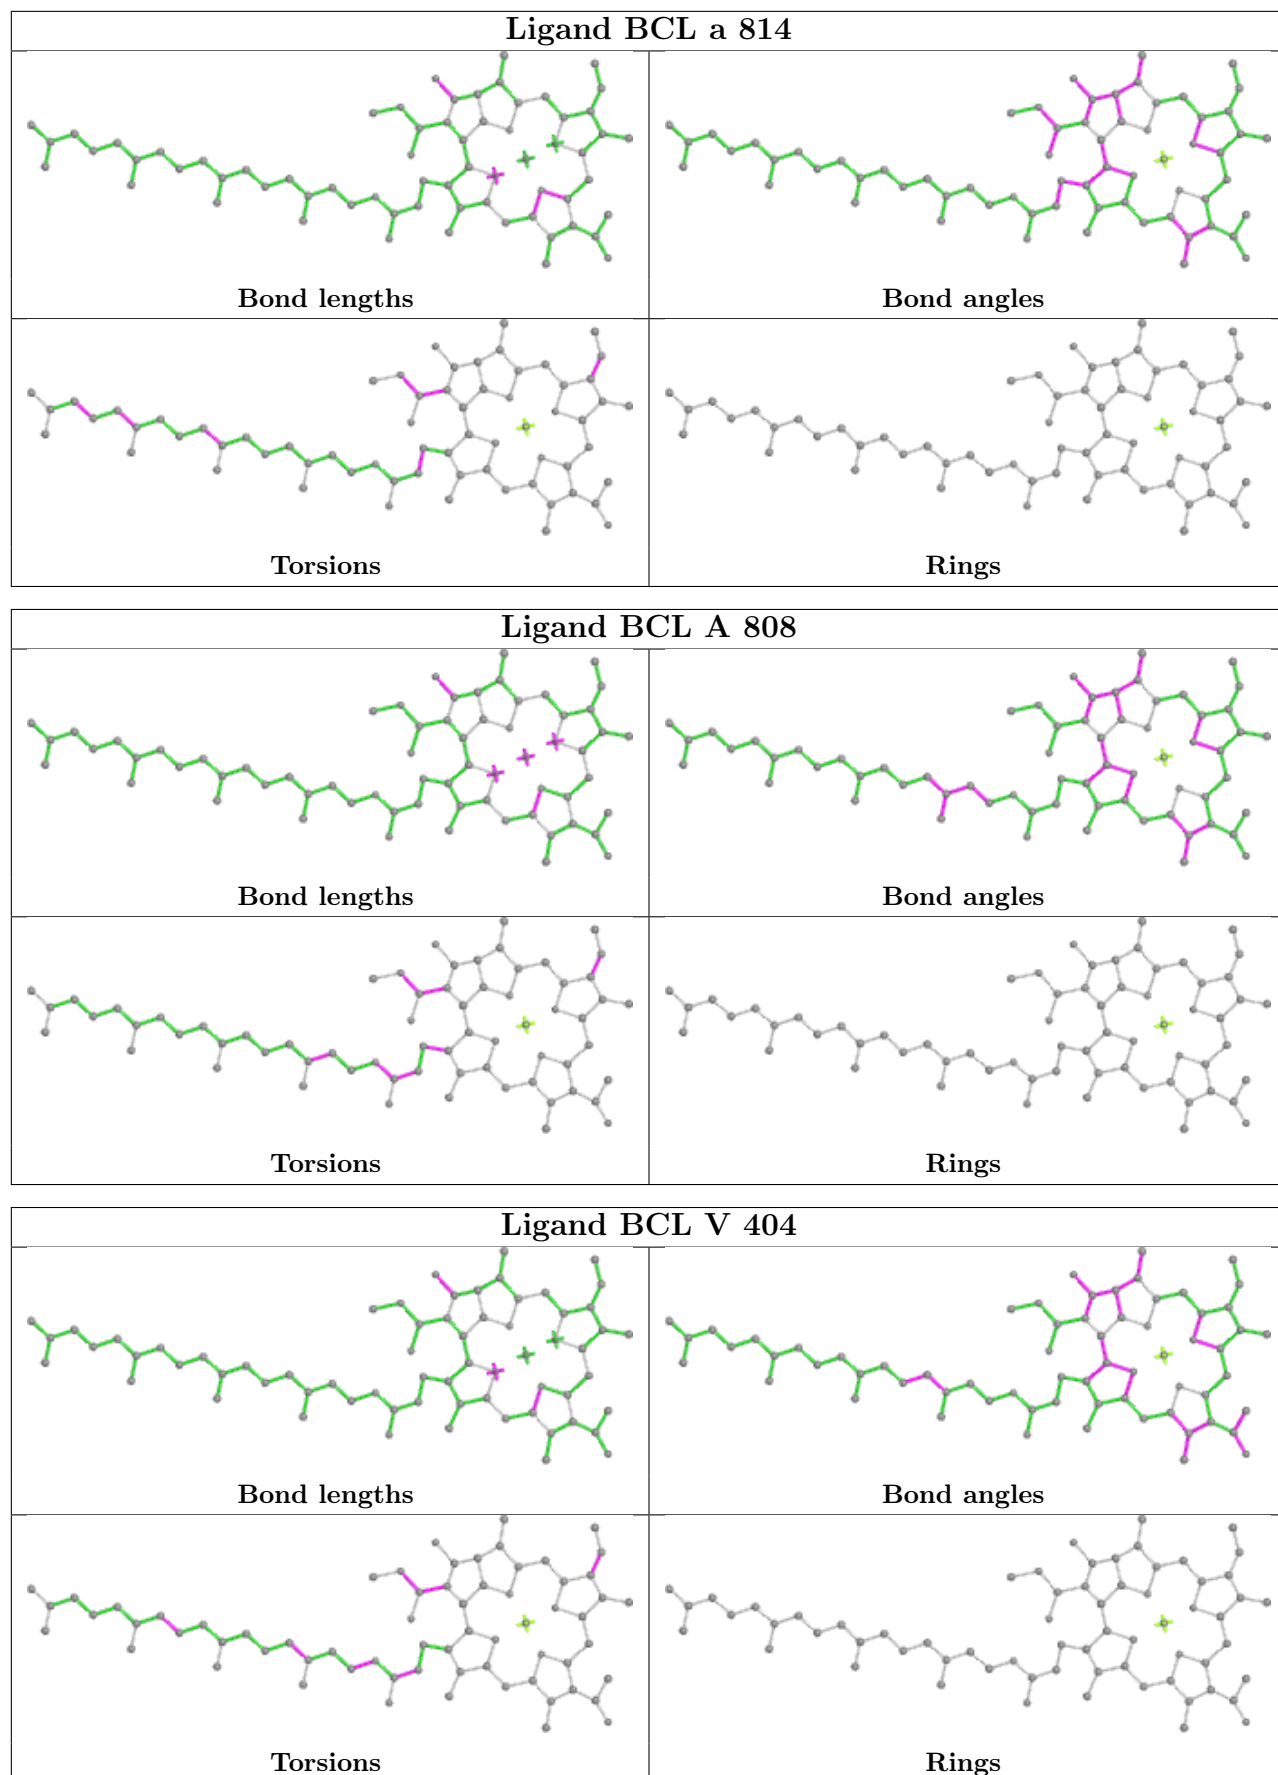 Ligand BCL a 814
Bond lengths
Bond angles
Torsions
Rings
Ligand BCL A 808
Bond lengths
Bond angles
Torsions
Rings
Ligand BCL V 404
Bond lengths
Bond angles
Torsions
Rings